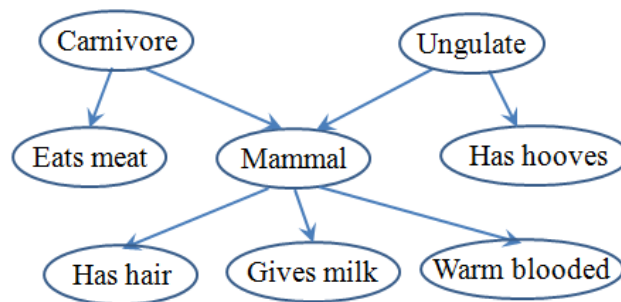 Carnivore
Ungulate
Eats meat
Mammal
Has hooves
Has hair
Gives milk
Warm blooded